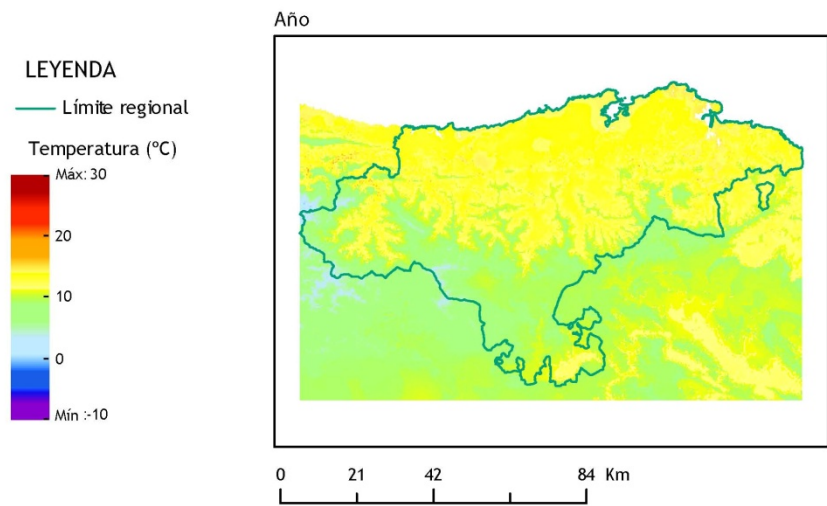 Año
LEYENDA
Límite regional
Temperatura (ºC)
Máx: 30
20
10
0
Mín :-10
0 21 42 84 Km